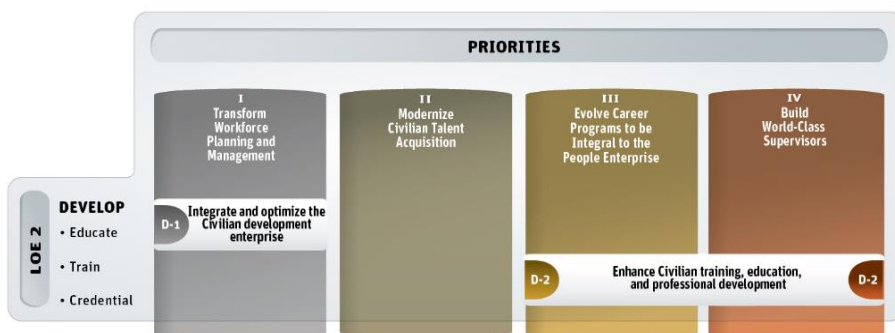 PRIORITIES
I
Transform
Workforce
Planning and
Management
II
Modernize
Civilian Talent
Acquisition
III
Evolve Career
Programs to be
Integral to the
People Enterprise
IV
Build
World-Class
Supervisors
LOE 2
DEVELOP
• Educate
• Train
• Credential
D-1
Integrate and optimize the
Civilian development
enterprise
D-2
Enhance Civilian training, education,
and professional development
D-2